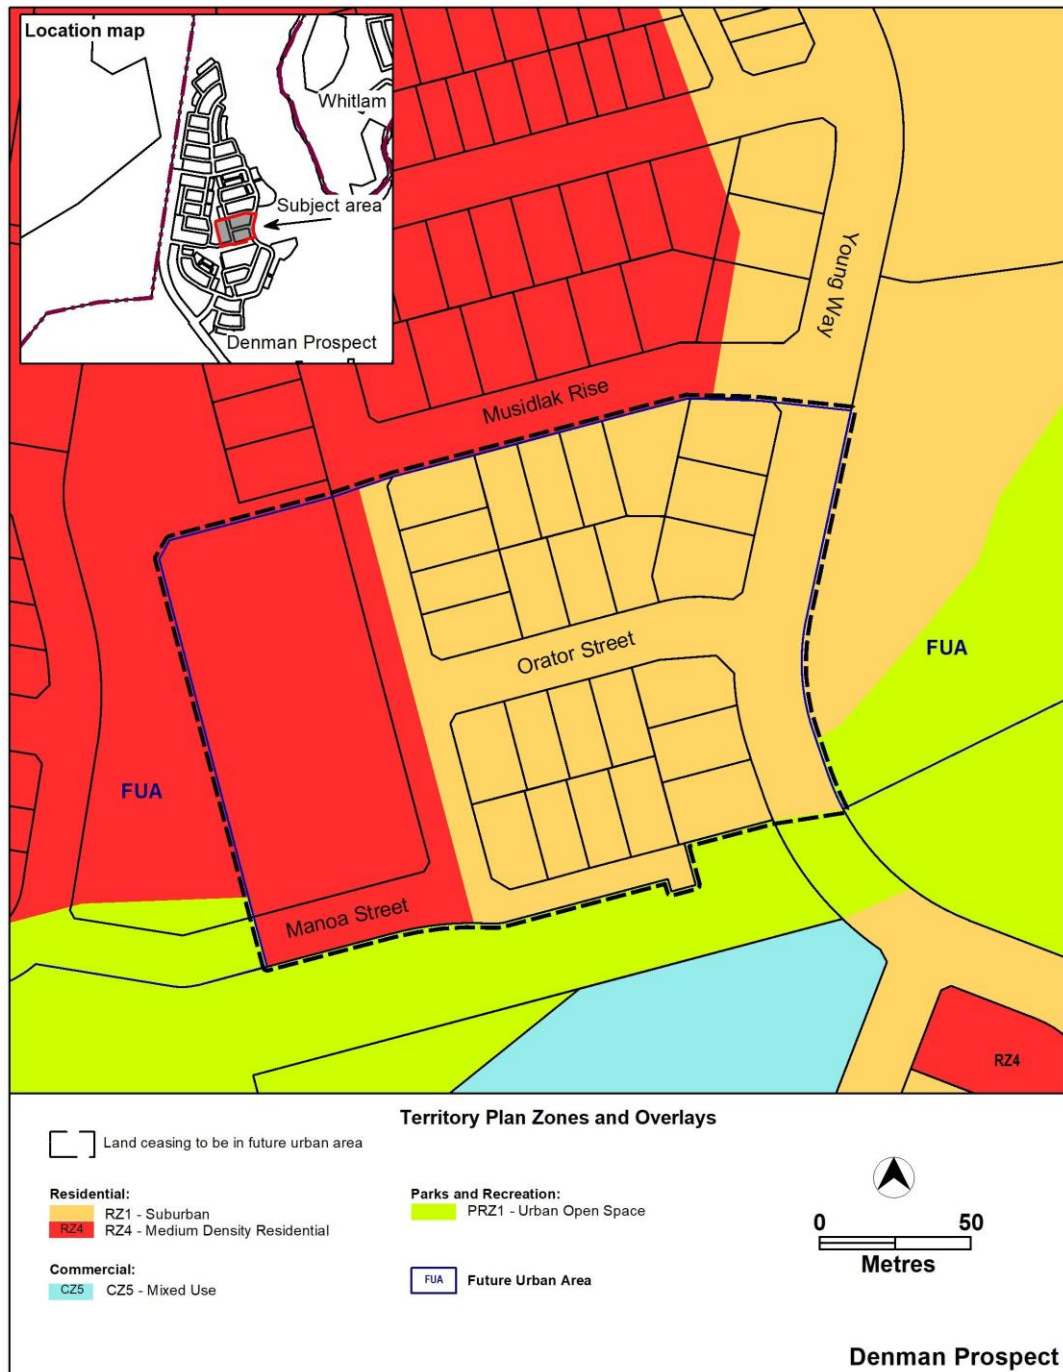 Location map
Whitlam
Subject area
Denman Prospect
Young Way
Musidlak Rise
Orator Street
FUA
FUA
Manoa Street
RZ4
Territory Plan Zones and Overlays
Land ceasing to be in future urban area
Residential:
RZ1 - Suburban
RZ4 RZ4 - Medium Density Residential
Commercial:
CZ5 CZ5 - Mixed Use
Parks and Recreation:
PRZ1 - Urban Open Space
FUA Future Urban Area
0 50
Metres
Denman Prospect